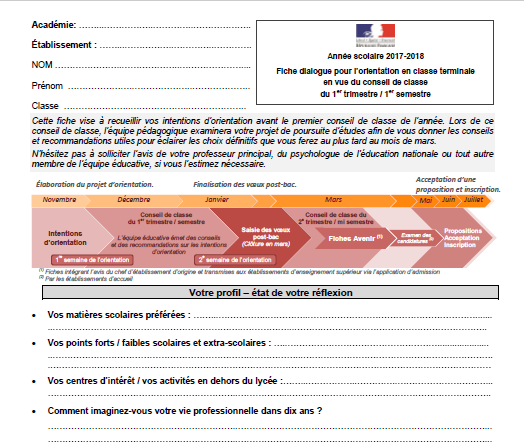 Académie:
Établissement :
NOM
Prénom
Classe
Année scolaire 2017-2018
Fiche dialogue pour l'orientation en classe terminale
en vue du conseil de classe
du 1er trimestre / 1er semestre
Cette fiche vise à recueillir vos intentions d'orientation avant le premier conseil de classe de l'année. Lors de ce
conseil de classe, l'équipe pédagogique examinera votre projet de poursuite d'études afin de vous donner les conseils
et recommandations utiles pour éclairer les choix définitifs que vous ferez au plus tard au mois de mars.
N'hésitez pas à solliciter l'avis de votre professeur principal, du psychologue de l'éducation nationale ou tout autre
membre de l'équipe éducative, si vous l'estimez nécessaire.
Élaboration du projet d'orientation.
Finalisation des vœux post-bac.
Acceptation d'une
proposition et inscription.
Novembre Décembre Janvier Mars Mai Juin Juillet
Intentions
d'orientation
1re semaine de l'orientation
Conseil de classe
du 1er trimestre / semestre
L'équipe éducative émet des conseils
et des recommandations sur les intentions
d'orientation
Saisie des vœux
post-bac
(Clôture en mars)
2e semaine de l'orientation
Conseil de classe du
2e trimestre / mi semestre
Fiches Avenir (1)
Examen des
candidatures (2)
Propositions
Acceptation
Inscription
(1) Fiches intégrant l'avis du chef d'établissement d'origine et transmises aux établissements d'enseignement supérieur via l'application d'admission
(2) Par les établissements d'accueil
Votre profil – état de votre réflexion
• Vos matières scolaires préférées :
• Vos points forts / faibles scolaires et extra-scolaires :
• Vos centres d'intérêt / vos activités en dehors du lycée :
• Comment imaginez-vous votre vie professionnelle dans dix ans ?